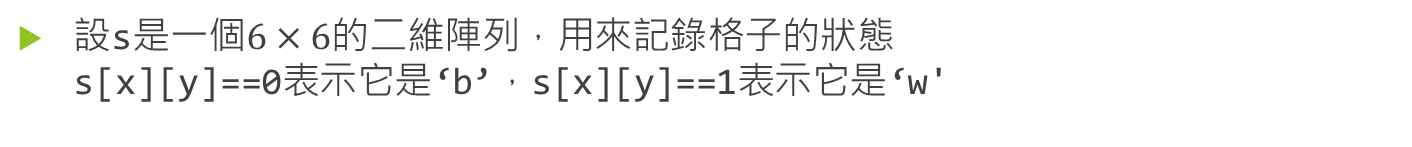 設s是一個6 × 6的二維陣列，用來記錄格子的狀態
s[x][y]==0表示它是‘b’，s[x][y]==1表示它是‘w'